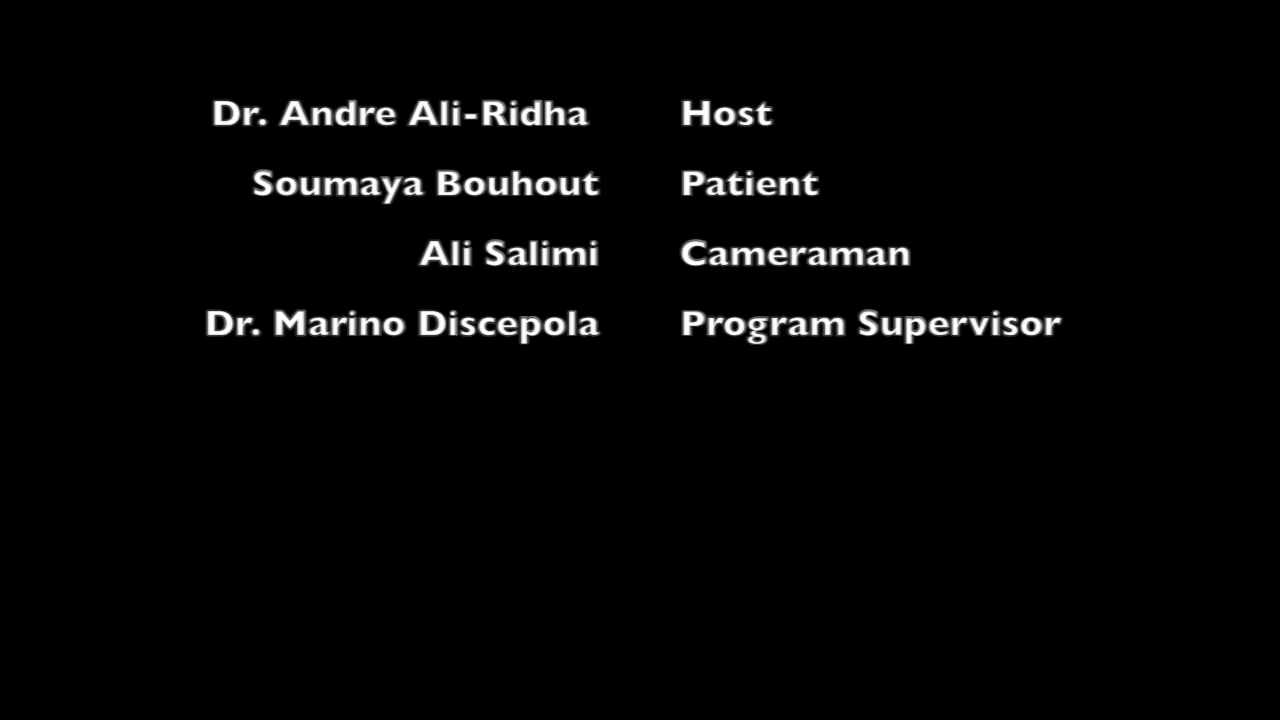 Dr. Andre Ali-Ridha Host
Soumaya Bouhout Patient
Ali Salimi Cameraman
Dr. Marino Discepola Program Supervisor